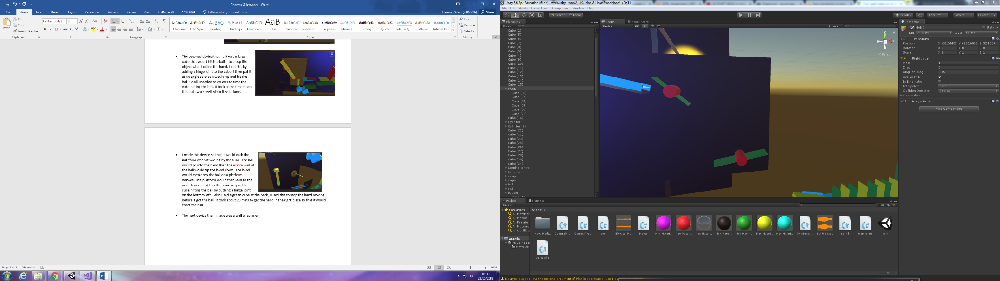 Thomas Gillett.docx - Word
File Home Insert Design Layout References Mailings Review View EndNote X8 ACROBAT Tell me what you want to do... Thomas Gillett (s5066216) Share
Paste
Cut
Copy
Format Painter
Calibri (Body) 11
AaBbCcDc AaBbCcDc AaBbC AaBbCcC AaBbCcD AaB AaBbCcD AaBbCcDt AaBbCcDt AaBbCcDt AaBbCcDc AaBbCcDt AaBbCcDt AABBCCDE AABBCCDE
¶ Normal ¶ No Spac... Heading 1 Heading 2 Heading 3 Title Subtitle Subtle Em... Emphasis Intense E... Strong Quote Intense Q... Subtle Ref... Intense Re...
Find
Replace
Select
Clipboard Font Paragraph Styles Editing
The seconed device that I did was a large
cube that would hit the ball into a cup like
object what I called the hand. I did this by
adding a hinge joint to the cube, I then put it
at an angle so that it would tip and hit the
ball. So all I needed to do was to time the
cube hitting the ball. It took some time to do
this but I work well when it was done.
I made this device so that it would cach the
ball form when it was hit by the cube. The ball
would go into the hand then the exstre wait of
the ball would tip the hand down. The hand
would then drop the ball on a platform
belowe. This platform would then leed to the
next device. I did this the same way as the
cube hitting the ball by puthing a hinge joint
on the bottom left. I also used a green cube at the back, I used this to stop the hand moving
before it got the ball. It took about 20 mins to get the hand in the right place so that it would
chact the ball.
The next device that I made was a wall of spinner
Page 2 of 2 266 words
100%
08:33
21/05/2018
Unity 5.6.3p2 Education (64bit) - work.unity - work2 - PC, Mac & Linux Standalone* <DX11>
File Edit Assets GameObject Component Window Help
Center Local
Collab Account Layers Layout
Hierarchy
Create
Cube (2)
Cube (5)
Cube (6)
Cube (7)
Cube (8)
Cube (3)
Cube (4)
Cube (9)
Cube (10)
Cube (11)
Cube (12)
Cube (13)
Cube (14)
Cube (15)
HAND
Cube (16)
Cube (17)
Cube (18)
Cube (19)
Cube (20)
Cube (21)
Cube (16)
Cylinder
Cylinder (2)
Cube (21)
Cube (22)
Cube (23)
Cube (25)
Cube (26)
Cube (27)
Cube (28)
Cube (29)
Cube (24)
Domino centre
Hammer
ramp
coges
ball
stuf
buuom
Scene Asset Store
Shaded 2D Gizmos
Persp
Inspector
HAND Static
Tag Untagged Layer Default
Transform
Position X -51.04407 Y -28.16953 Z 32.1665
Rotation X 0 Y 0 Z 0
Scale X 1 Y 1 Z 1
Rigidbody
Mass 1
Drag 0
Angular Drag 0.05
Use Gravity
Is Kinematic
Interpolate None
Collision Detection Discrete
Constraints
Hinge Joint
Add Component
Project Console
Create
Favorites
All Materials
All Models
All Prefabs
All Modified
All Conflicts
Assets
Maya Model
Materials
Assets
Maya Mode... CameraMo... CameraPos... cog Elevator M... Mover New Materi... New Materi... New Materi... New Materi... New Materi... New Materi... New Materi... NewBehavi... Sci-Fi Spac... sound trampolein work
workplslift
Delayed playback via the optional argument of Play is deprecated. Use Play